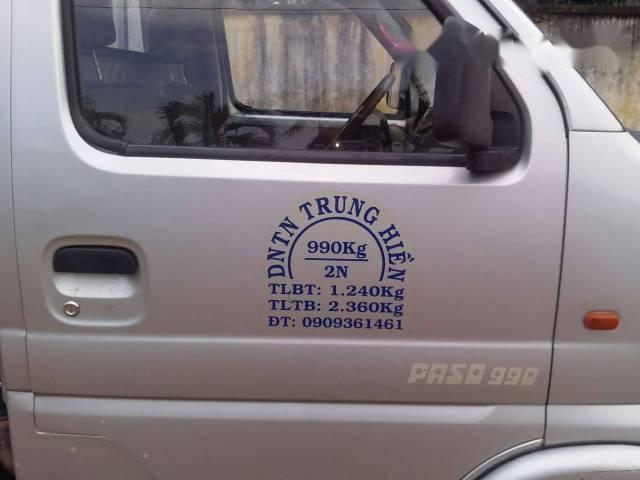 DNTN TRUNG HIỀN
990Kg
2N
TLBT: 1.240Kg
TLTB: 2.360Kg
ĐT: 0909361461
PASO 990